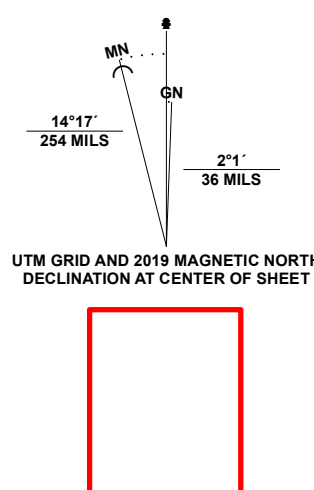 MN
GN
14°17´
254 MILS
2°1´
36 MILS
UTM GRID AND 2019 MAGNETIC NORTH
DECLINATION AT CENTER OF SHEET